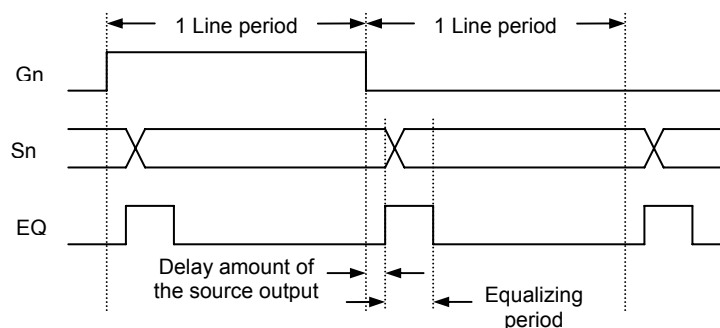 1 Line period
1 Line period
Gn
Sn
EQ
Delay amount of
the source output
Equalizing
period